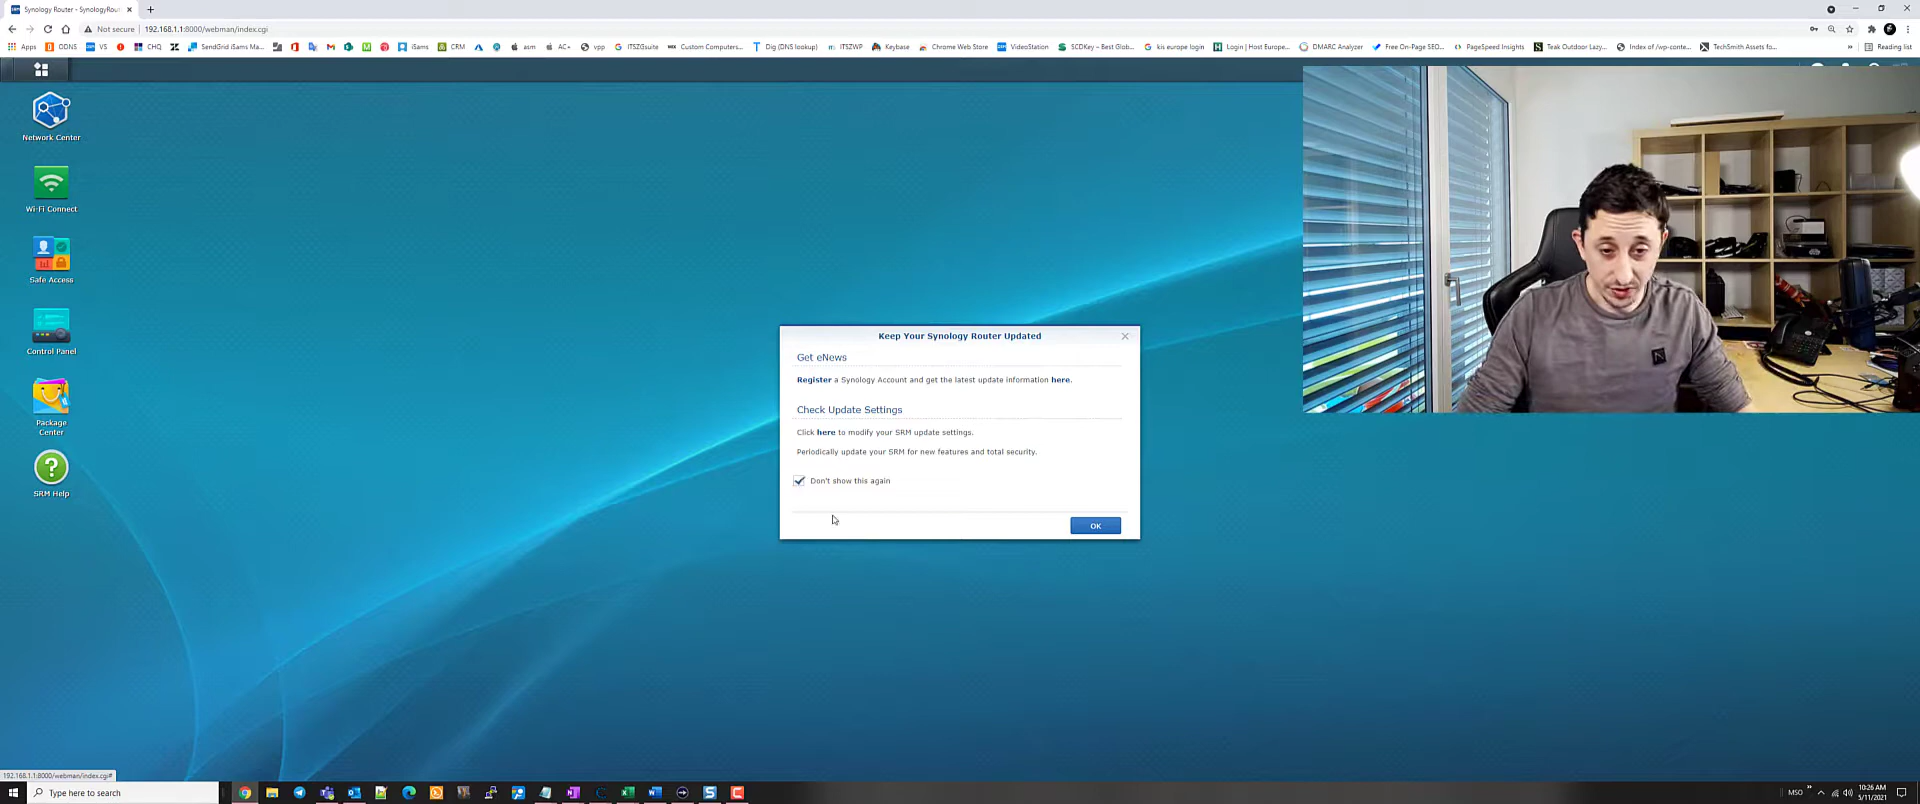 Synology Router - SynologyRout
Not secure 192.168.1.1:8000/webman/index.cgi
Apps DDNS VS CHQ SendGrid iSams Ma... iSams CRM asm AC+ vpp ITSZGsuite Custom Computers... Dig (DNS lookup) ITSZWP Keybase Chrome Web Store VideoStation SCDKey – Best Glob... kis europe login Login | Host Europe... DMARC Analyzer Free On-Page SEO... PageSpeed Insights Teak Outdoor Lazy... Index of /wp-conte... TechSmith Assets fo... Reading list
Network Center
Wi-Fi Connect
Safe Access
Control Panel
Package
Center
SRM Help
Keep Your Synology Router Updated
Get eNews
Register a Synology Account and get the latest update information here.
Check Update Settings
Click here to modify your SRM update settings.
Periodically update your SRM for new features and total security.
Don't show this again
OK
192.168.1.1:8000/webman/index.cgi#
Type here to search
MSO
10:26 AM
5/11/2021